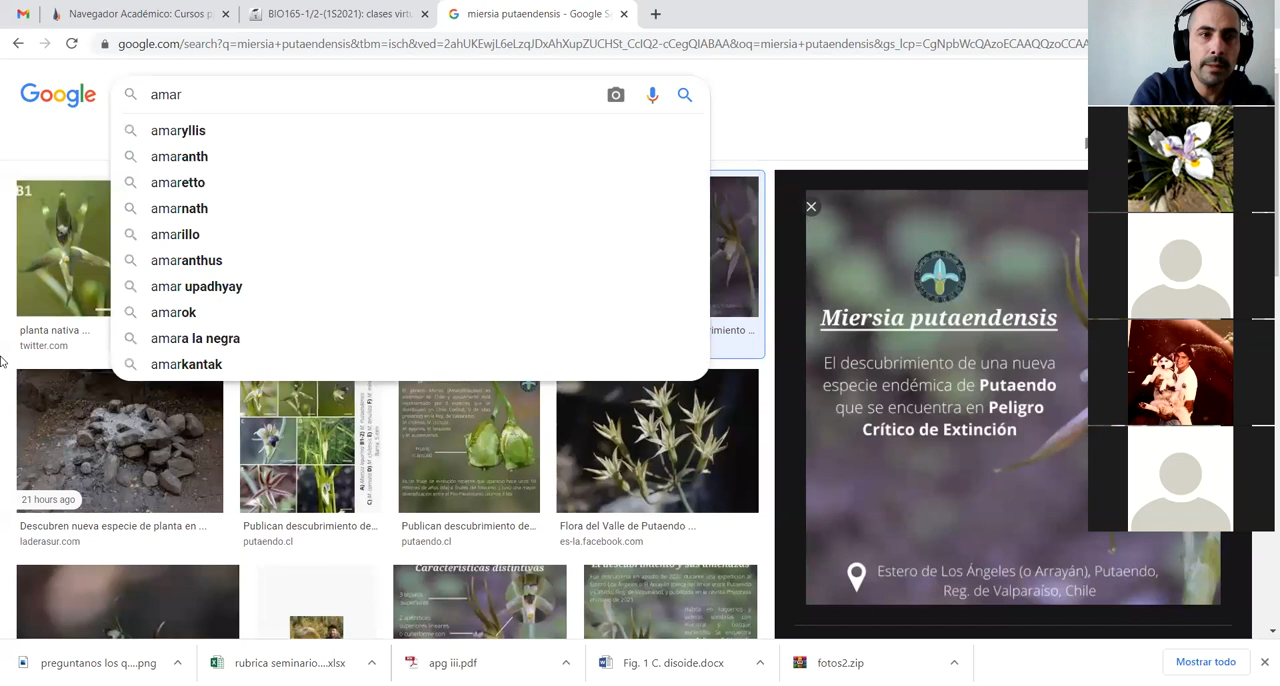 Navegador Académico: Cursos p
BIO165-1/2-(1S2021): clases virtu
miersia putaendensis - Google S
google.com/search?q=miersia+putaendensis&tbm=isch&ved=2ahUKEwjL6eLzqJDxAhXupZUCHSt_CcIQ2-cCegQIABAA&oq=miersia+putaendensis&gs_lcp=CgNpbWcQAzoECAAQQzoCCAA
Google
amar
amaryllis
amaranth
amaretto
amarnath
amarillo
amaranthus
amar upadhyay
amarok
amara la negra
amarkantak
B1
planta nativa ...
twitter.com
rimiento ...
21 hours ago
Descubren nueva especie de planta en ...
laderasur.com
Publican descubrimiento de...
putaendo.cl
Publican descubrimiento de...
putaendo.cl
Flora del Valle de Putaendo ...
es-la.facebook.com
Características distintivas
Miersia putaendensis
El descubrimiento de una nueva
especie endémica de Putaendo
que se encuentra en Peligro
Crítico de Extinción
Estero de Los Ángeles (o Arrayán), Putaendo,
Reg. de Valparaíso, Chile
preguntanos los q....png
rubrica seminario....xlsx
apg iii.pdf
Fig. 1 C. disoide.docx
fotos2.zip
Mostrar todo